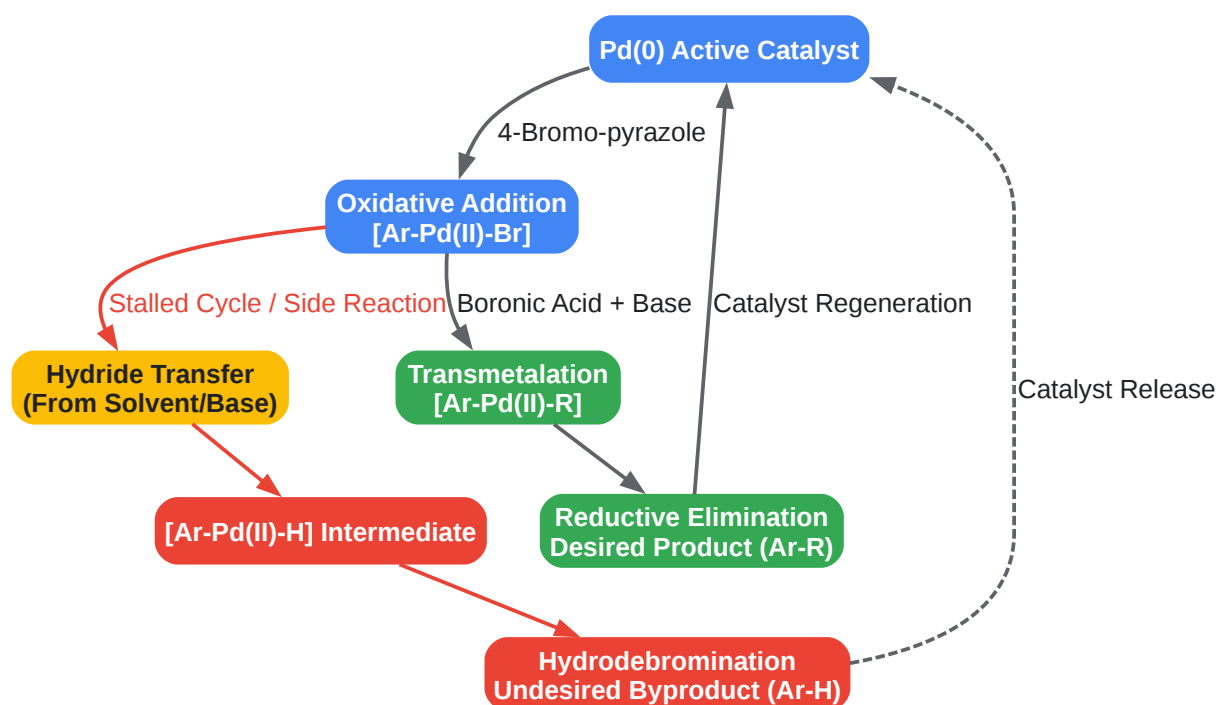 Pd(0) Active Catalyst
4-Bromo-pyrazole
Oxidative Addition
[Ar-Pd(II)-Br]
Stalled Cycle / Side Reaction
Boronic Acid + Base
Catalyst Regeneration
Hydride Transfer
(From Solvent/Base)
Transmetalation
[Ar-Pd(II)-R]
Catalyst Release
[Ar-Pd(II)-H] Intermediate
Reductive Elimination
Desired Product (Ar-R)
Hydrodebromination
Undesired Byproduct (Ar-H)